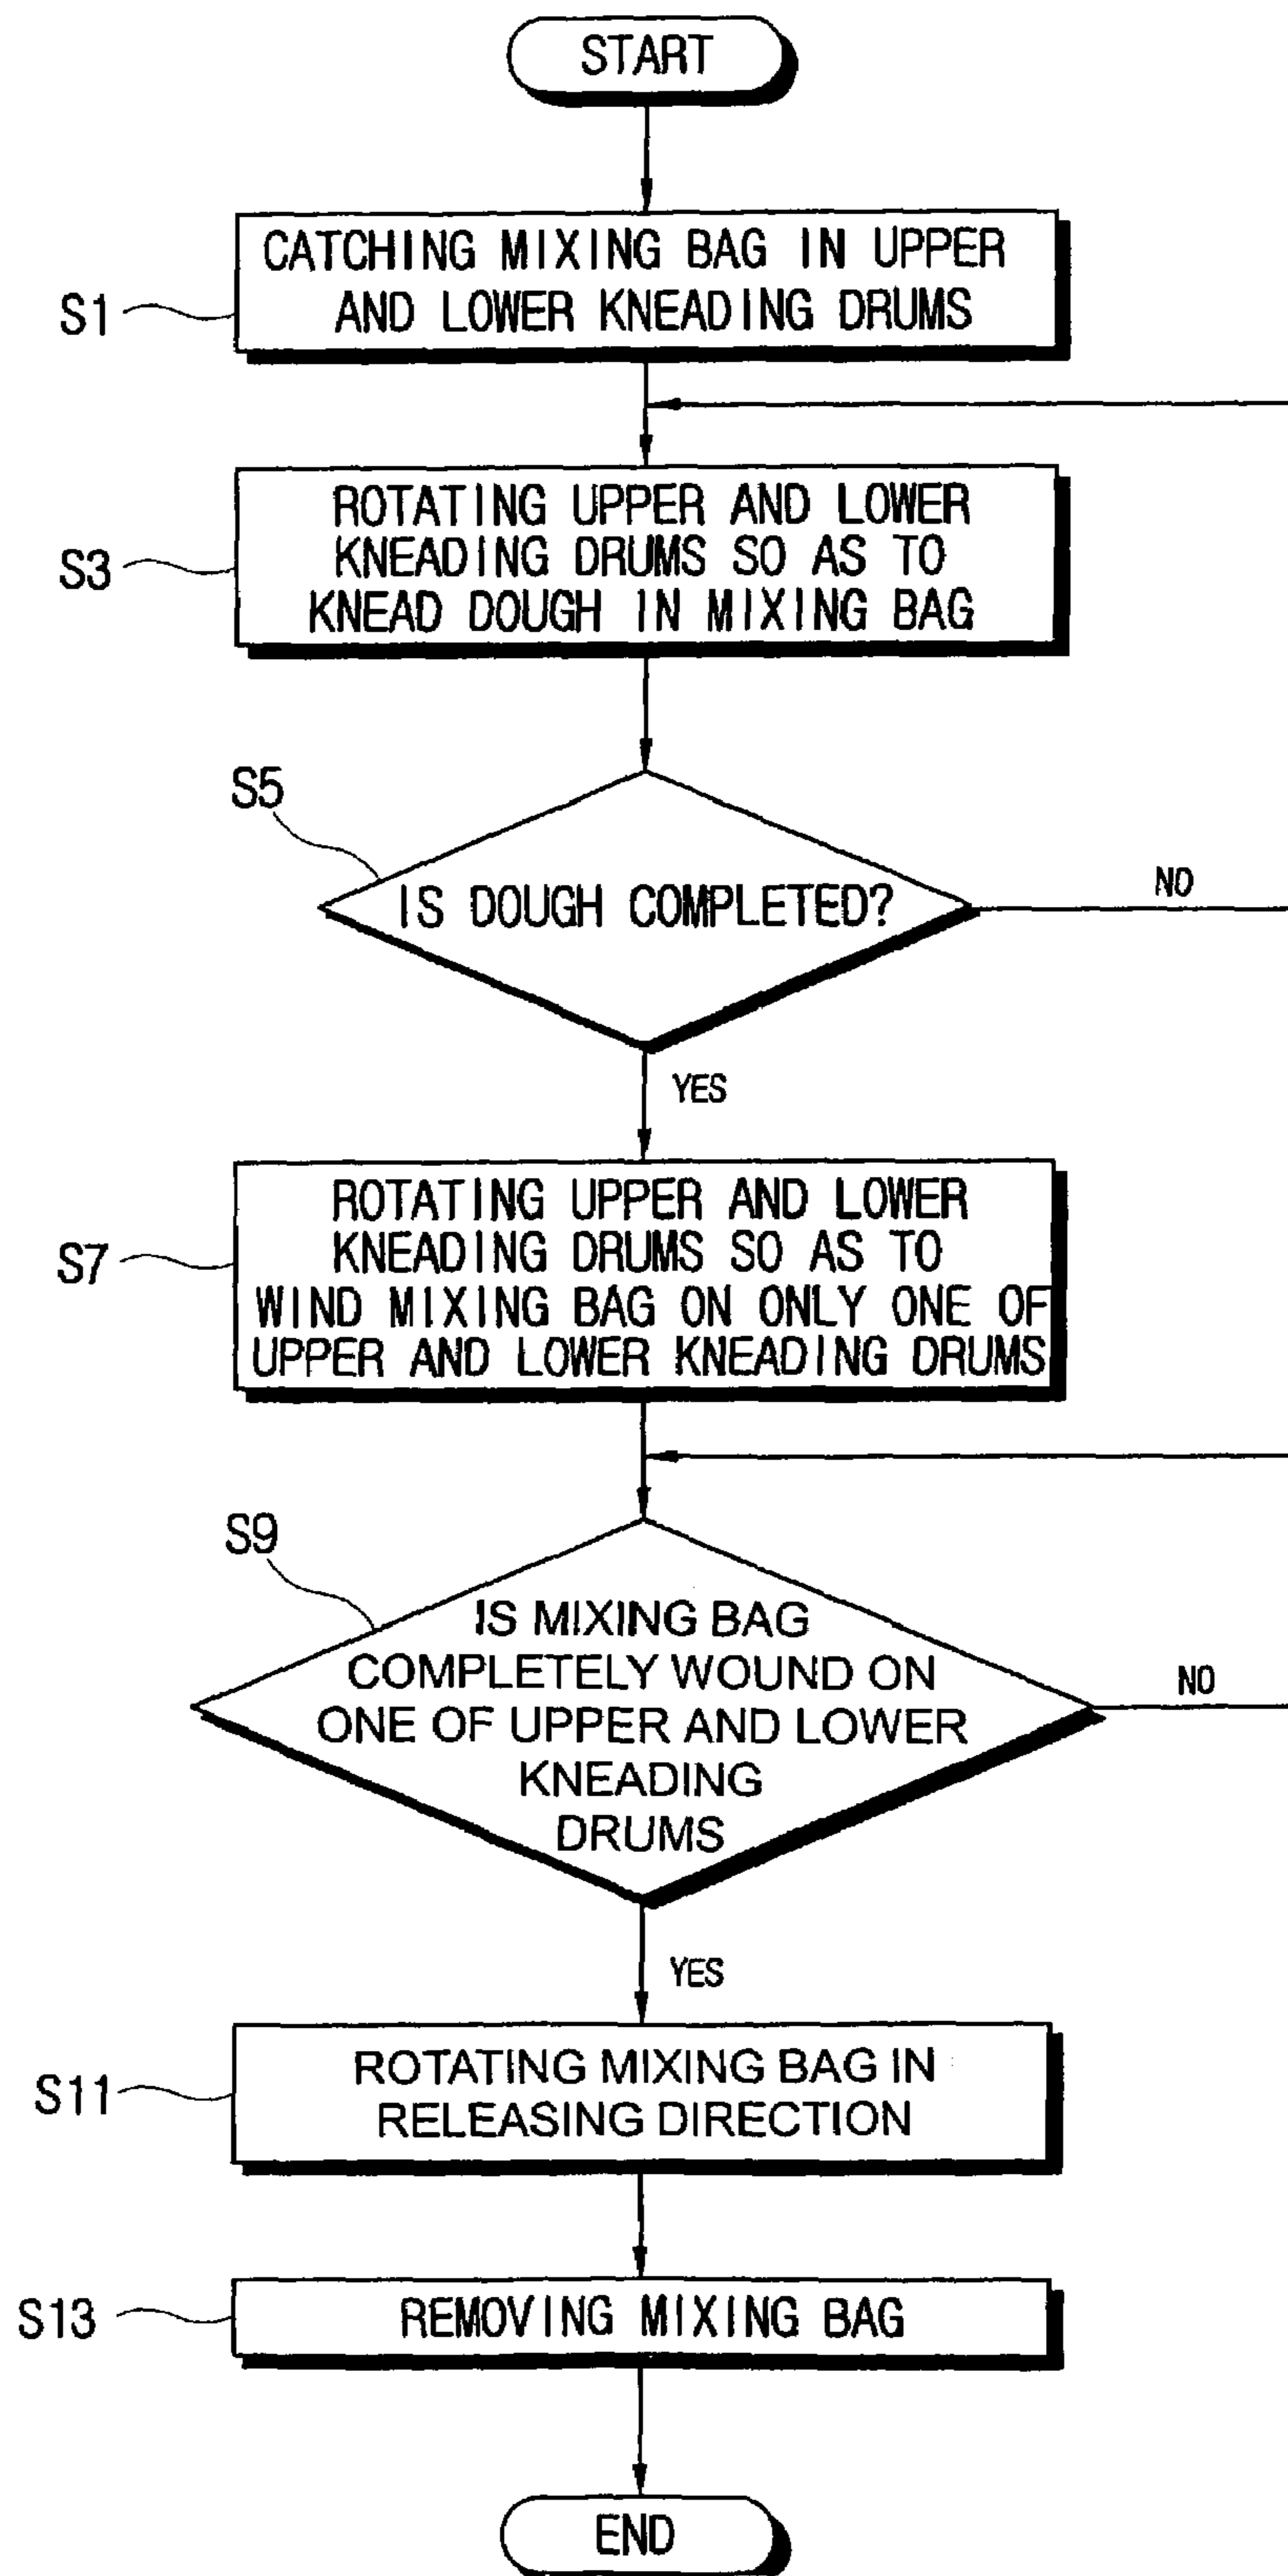 START
S1
CATCHING MIXING BAG IN UPPER
AND LOWER KNEADING DRUMS
S3
ROTATING UPPER AND LOWER
KNEADING DRUMS SO AS TO
KNEAD DOUGH IN MIXING BAG
S5
IS DOUGH COMPLETED?
NO
YES
S7
ROTATING UPPER AND LOWER
KNEADING DRUMS SO AS TO
WIND MIXING BAG ON ONLY ONE OF
UPPER AND LOWER KNEADING DRUMS
S9
IS MIXING BAG
COMPLETELY WOUND ON
ONE OF UPPER AND LOWER
KNEADING
DRUMS
NO
YES
S11
ROTATING MIXING BAG IN
RELEASING DIRECTION
S13
REMOVING MIXING BAG
END